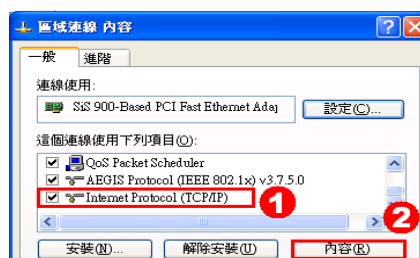 區域連線 內容
一般 進階
連線使用:
SiS 900-Based PCI Fast Ethernet Adap
設定(C)...
這個連線使用下列項目(O):
QoS Packet Scheduler
AEGIS Protocol (IEEE 802.1x) v3.7.5.0
Internet Protocol (TCP/IP)
1
2
安裝(N)... 解除安裝(U) 內容(R)